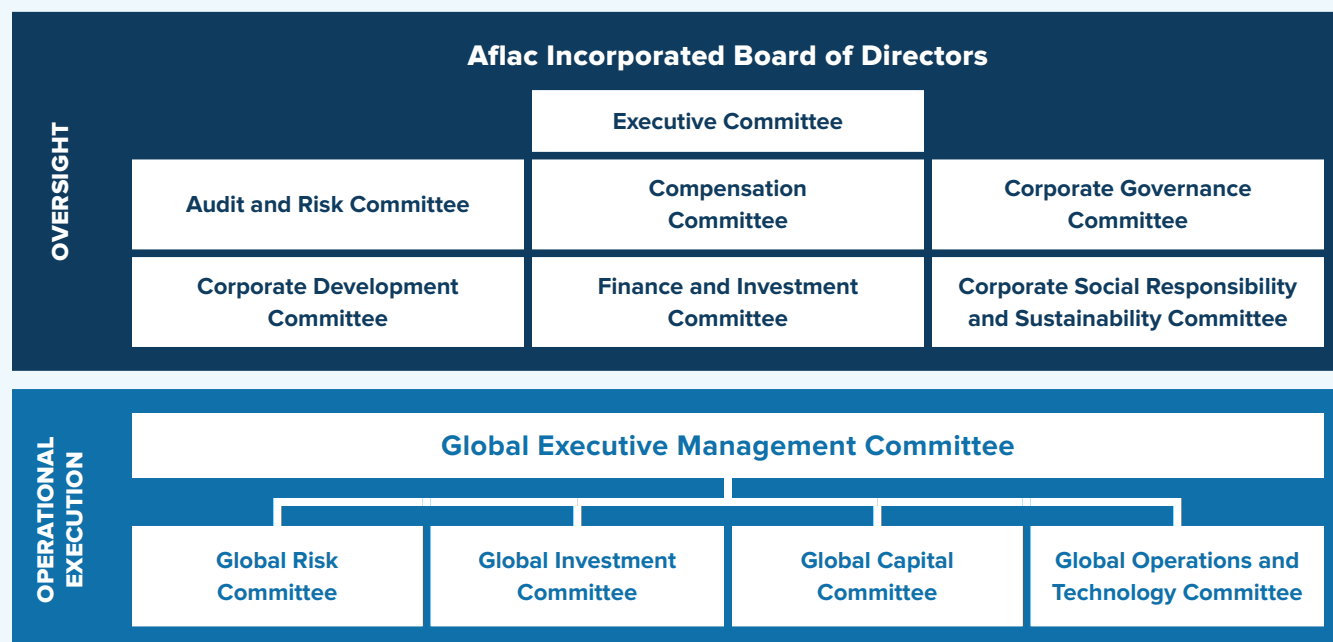 Aflac Incorporated Board of Directors
OVERSIGHT
Executive Committee
Audit and Risk Committee
Compensation
Committee
Corporate Governance
Committee
Corporate Development
Committee
Finance and Investment
Committee
Corporate Social Responsibility
and Sustainability Committee
OPERATIONAL
EXECUTION
Global Executive Management Committee
Global Risk
Committee
Global Investment
Committee
Global Capital
Committee
Global Operations and
Technology Committee